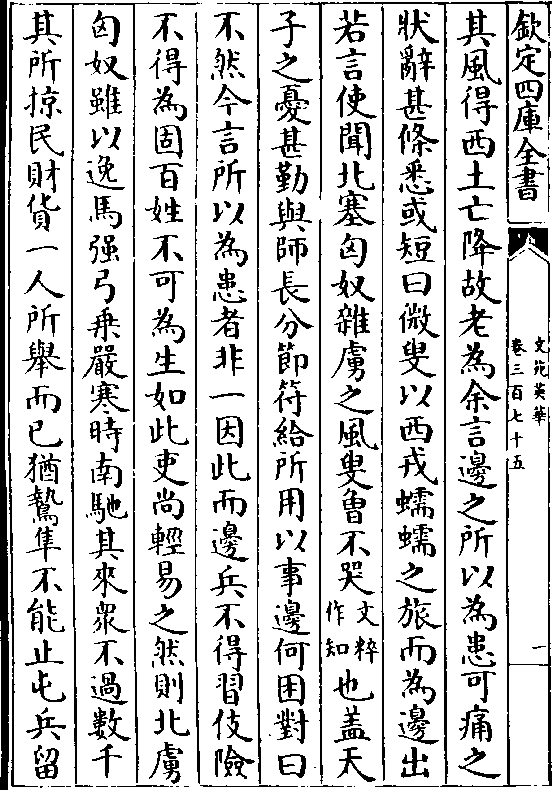 欽定四庫全書
文苑英華
卷三百七十五
一
其風得西土亡降故老為余言邊之所以為患可痛之
狀辭甚條悉或短曰微叟以西戎蠕蠕之旅而為邊出
若言使聞北塞匈奴雜虜之風叟魯不哭文粹作知也盖天
子之憂甚勤與師長分節符給所用以事邊何困對曰
不然今言所以為患者非一因此而邊兵不得習伎險
不得為固百姓不可為生如此吏尚輕易之然則北虜
匈奴雖以逸馬强弓乗嚴寒時南馳其來衆不過數千
其所掠民財貨一人所舉而已猶鷙隼不能止屯兵留